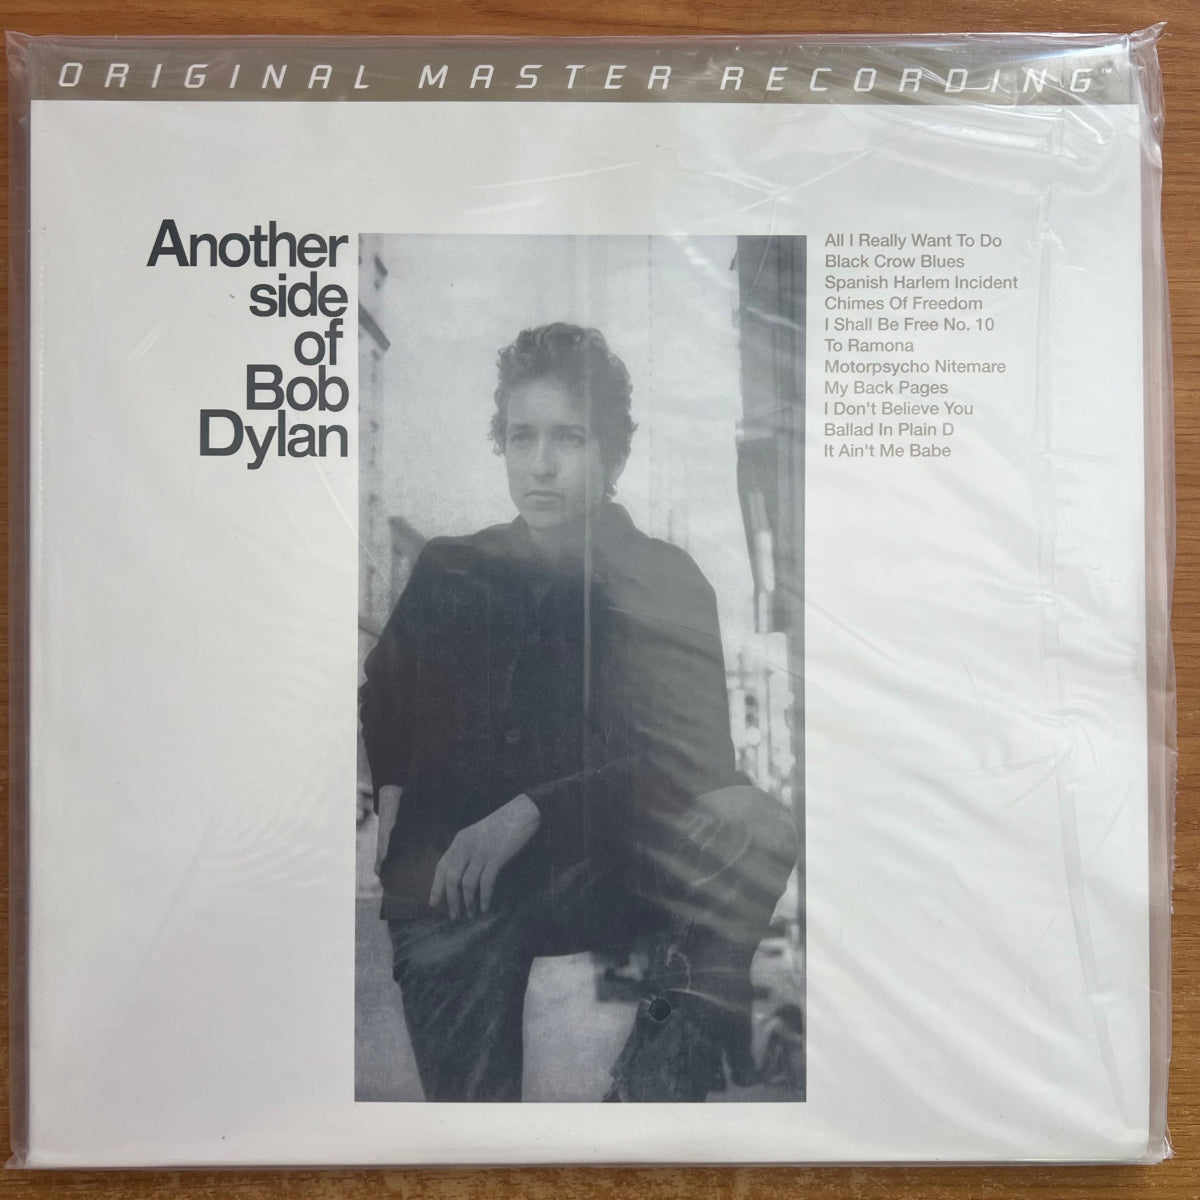 ORIGINAL MASTER RECORDING™
Another
side
of
Bob
Dylan
All I Really Want To Do
Black Crow Blues
Spanish Harlem Incident
Chimes Of Freedom
I Shall Be Free No. 10
To Ramona
Motorpsycho Nitemare
My Back Pages
I Don't Believe You
Ballad In Plain D
It Ain't Me Babe